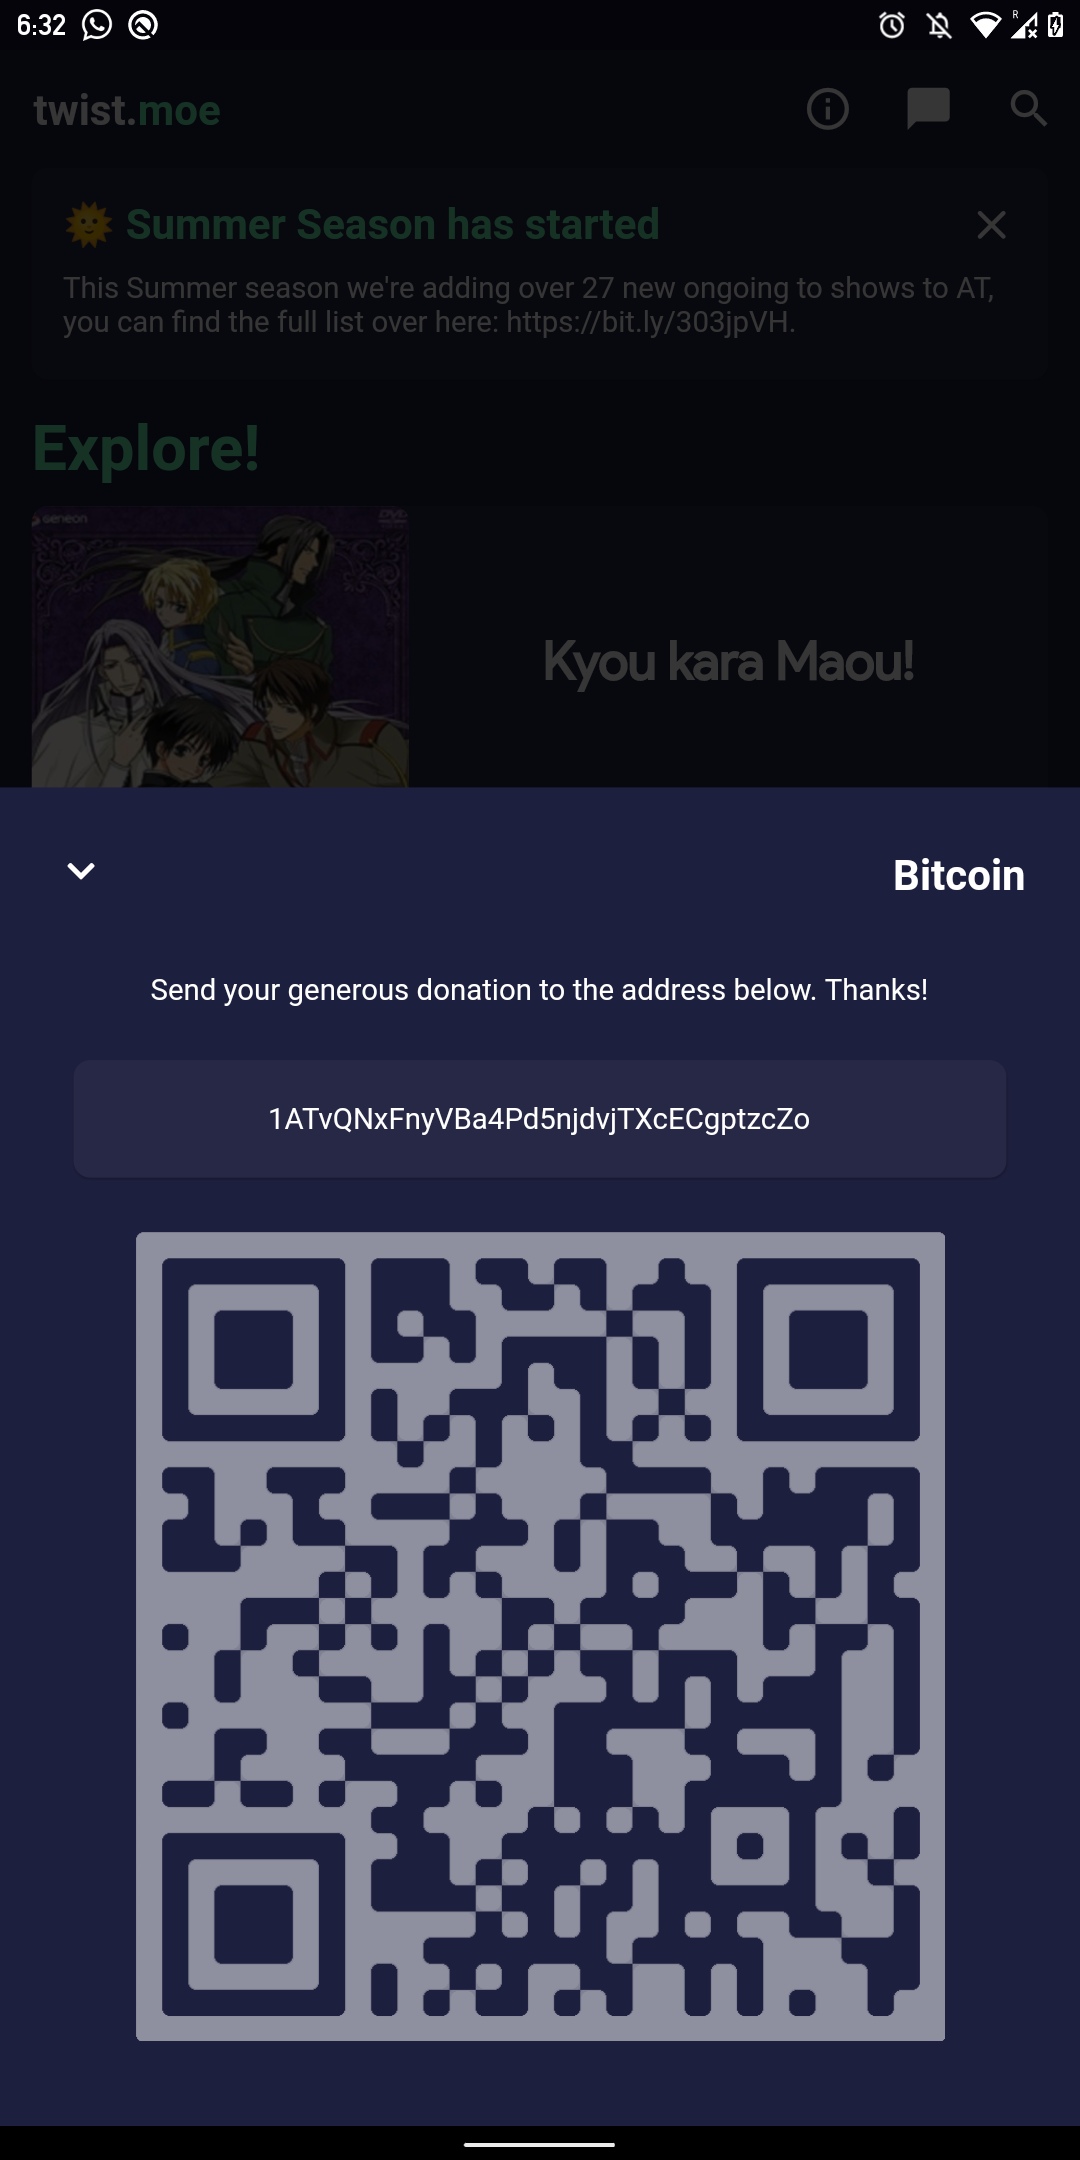 6:32
R
twist.moe
Summer Season has started
This Summer season we're adding over 27 new ongoing to shows to AT,
you can find the full list over here: https://bit.ly/303jpVH.
Explore!
GENEON
DVD
Kyou kara Maou!
Bitcoin
Send your generous donation to the address below. Thanks!
1ATvQNxFnyVBa4Pd5njdvjTXcECgptzcZo